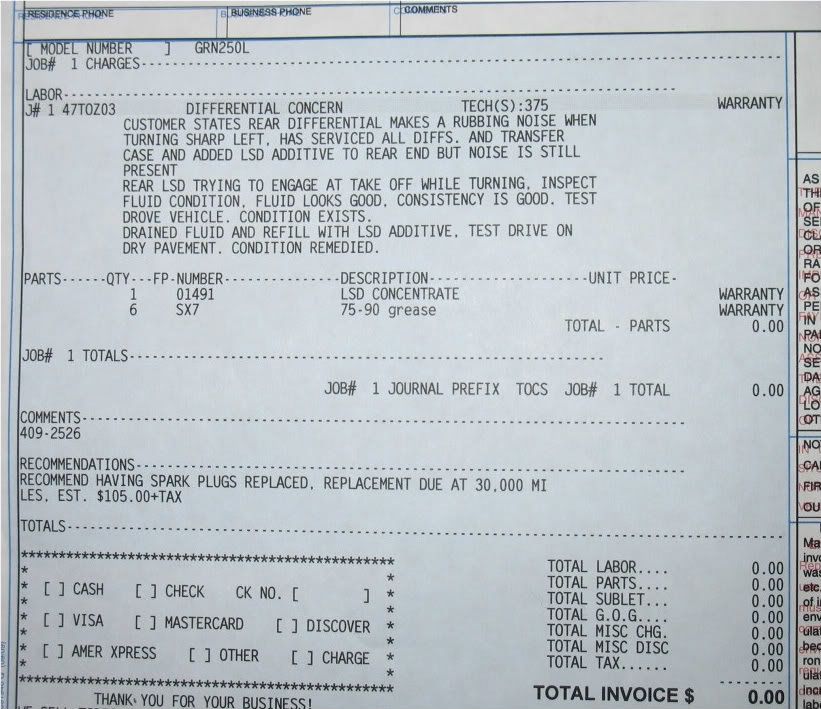 RESIDENCE PHONE BUSINESS PHONE COMMENTS
[ MODEL NUMBER ] GRN250L
JOB# 1 CHARGES
LABOR
J# 1 47TOZ03 DIFFERENTIAL CONCERN TECH(S):375 WARRANTY
CUSTOMER STATES REAR DIFFERENTIAL MAKES A RUBBING NOISE WHEN
TURNING SHARP LEFT, HAS SERVICED ALL DIFFS. AND TRANSFER
CASE AND ADDED LSD ADDITIVE TO REAR END BUT NOISE IS STILL
PRESENT
REAR LSD TRYING TO ENGAGE AT TAKE OFF WHILE TURNING, INSPECT
FLUID CONDITION, FLUID LOOKS GOOD, CONSISTENCY IS GOOD. TEST
DROVE VEHICLE. CONDITION EXISTS.
DRAINED FLUID AND REFILL WITH LSD ADDITIVE, TEST DRIVE ON
DRY PAVEMENT. CONDITION REMEDIED.
PARTS------QTY---FP-NUMBER---------------DESCRIPTION--------------------UNIT PRICE-
1 01491 LSD CONCENTRATE WARRANTY
6 SX7 75-90 grease WARRANTY
TOTAL - PARTS 0.00
JOB# 1 TOTALS
JOB# 1 JOURNAL PREFIX TOCS JOB# 1 TOTAL 0.00
COMMENTS
409-2526
RECOMMENDATIONS
RECOMMEND HAVING SPARK PLUGS REPLACED, REPLACEMENT DUE AT 30,000 MI
LES, EST. $105.00+TAX
TOTALS
[ ] CASH [ ] CHECK CK NO. [ ]
[ ] VISA [ ] MASTERCARD [ ] DISCOVER
[ ] AMER XPRESS [ ] OTHER [ ] CHARGE
TOTAL LABOR.... 0.00
TOTAL PARTS.... 0.00
TOTAL SUBLET... 0.00
TOTAL G.O.G.... 0.00
TOTAL MISC CHG. 0.00
TOTAL MISC DISC 0.00
TOTAL TAX...... 0.00
TOTAL INVOICE $ 0.00
THANK YOU FOR YOUR BUSINESS!